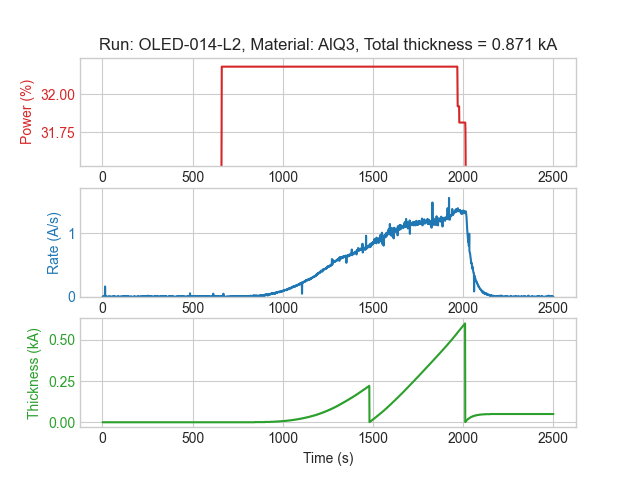 Run: OLED-014-L2, Material: AlQ3, Total thickness = 0.871 kA
Power (%)
32.00
31.75
0 500 1000 1500 2000 2500
Rate (A/s)
1
0
0 500 1000 1500 2000 2500
Thickness (kA)
0.50
0.25
0.00
0 500 1000 1500 2000 2500
Time (s)